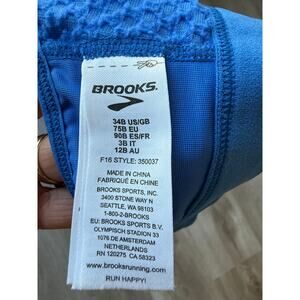 BROOKS
34B US/GB
75B EU
90B ES/FR
3B IT
12B AU
F16 STYLE: 350037
MADE IN CHINA
FABRIQUÉ EN CHINE
BROOKS SPORTS, INC.
3400 STONE WAY N
SEATTLE, WA 98103
1-800-2-BROOKS
EU: BROOKS SPORTS B.V.
OLYMPISCH STADION 33
1076 DE AMSTERDAM
NETHERLANDS
RN 120275 CA 58323
www.brooksrunning.com
RUN HAPPY!